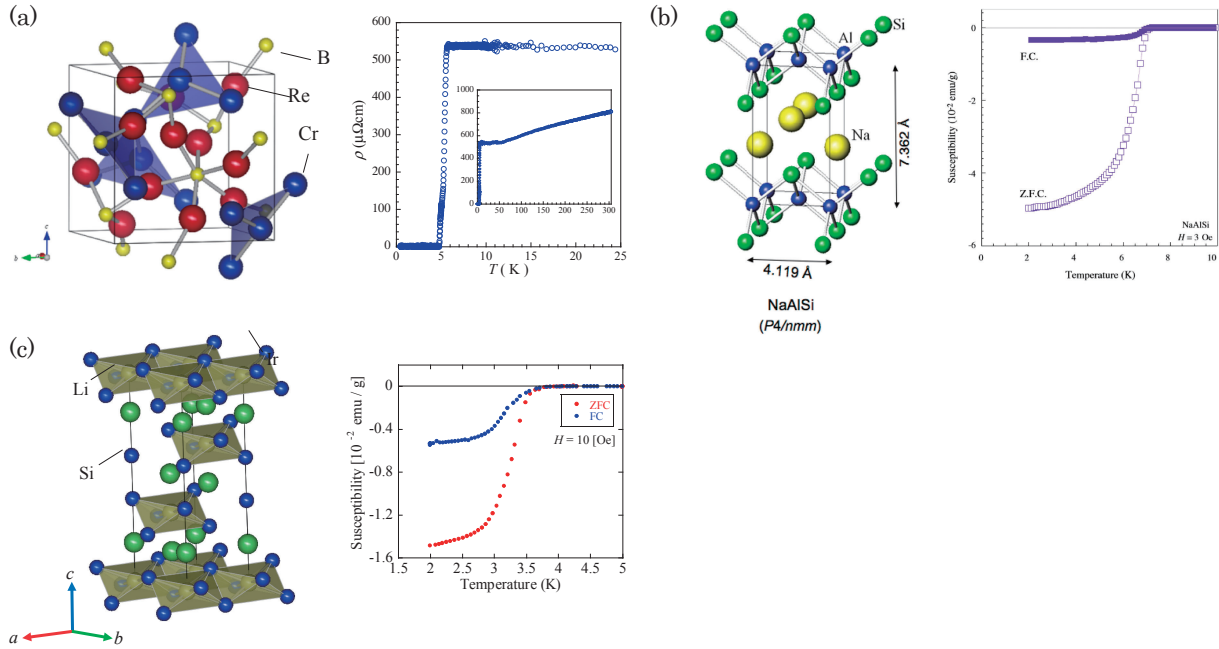 (a)
B
Re
Cr
c
b
600
500
400
300
200
100
0
ρ (μΩcm)
0
5
10
15
20
25
T ( K )
1000
800
600
400
200
0
0
50
100
150
200
250
300
(b)
Si
Al
Na
7.362 Å
4.119 Å
NaAlSi
(P4/nmm)
0
-2
-4
-6
Susceptibility (10⁻² emu/g)
F.C.
Z.F.C.
NaAlSi
H = 3 Oe
0
2
4
6
8
10
Temperature (K)
(c)
Ir
Li
Si
c
a
b
0
-0.4
-0.8
-1.2
-1.6
Susceptibility [10⁻² emu / g]
ZFC
FC
H = 10 [Oe]
1.5
2
2.5
3
3.5
4
4.5
5
Temperature (K)